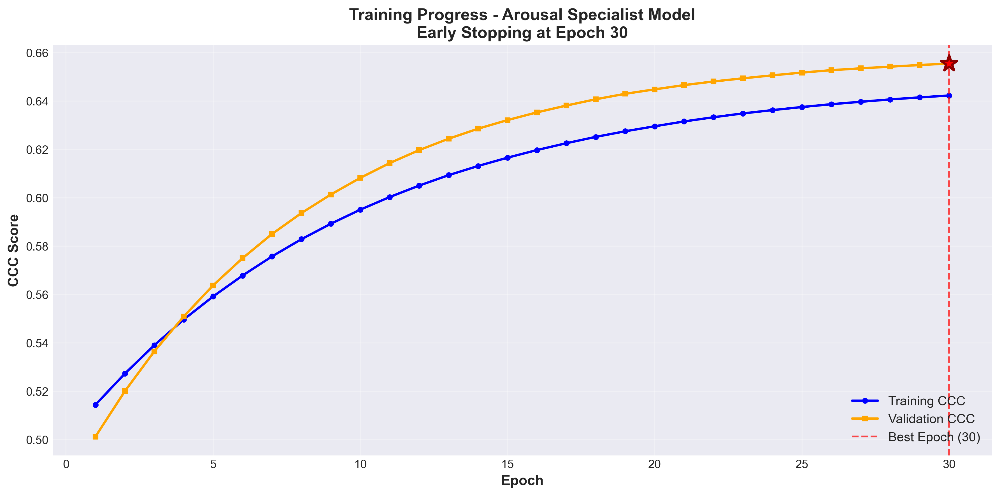 Training Progress - Arousal Specialist Model
Early Stopping at Epoch 30
0.66
0.64
0.62
0.60
0.58
0.56
0.54
0.52
0.50
CCC Score
Training CCC
Validation CCC
Best Epoch (30)
0 5 10 15 20 25 30
Epoch